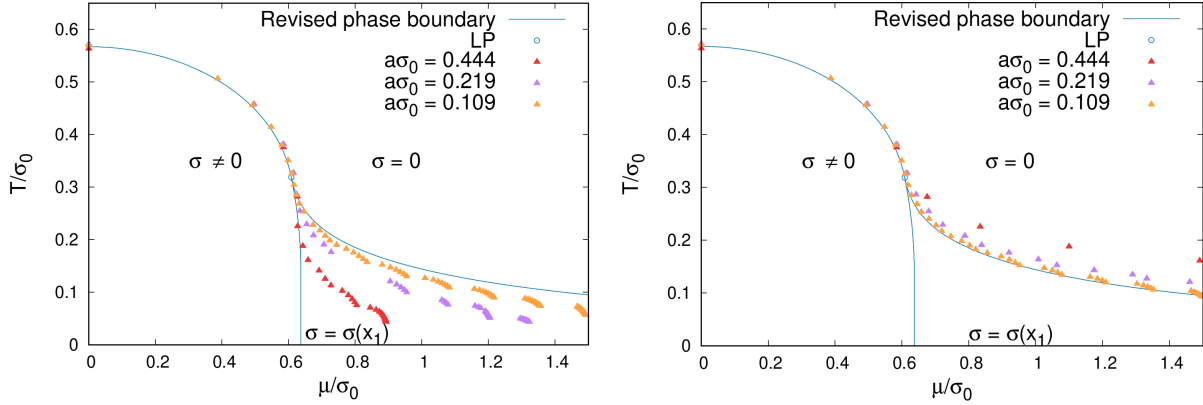 Revised phase boundary
LP
aσ0 = 0.444
aσ0 = 0.219
aσ0 = 0.109
σ ≠ 0
σ = 0
σ = σ(x1)
T/σ0
0.6
0.5
0.4
0.3
0.2
0.1
0
0 0.2 0.4 0.6 0.8 1 1.2 1.4
μ/σ0
Revised phase boundary
LP
aσ0 = 0.444
aσ0 = 0.219
aσ0 = 0.109
σ ≠ 0
σ = 0
σ = σ(x1)
T/σ0
0.6
0.5
0.4
0.3
0.2
0.1
0
0 0.2 0.4 0.6 0.8 1 1.2 1.4
μ/σ0